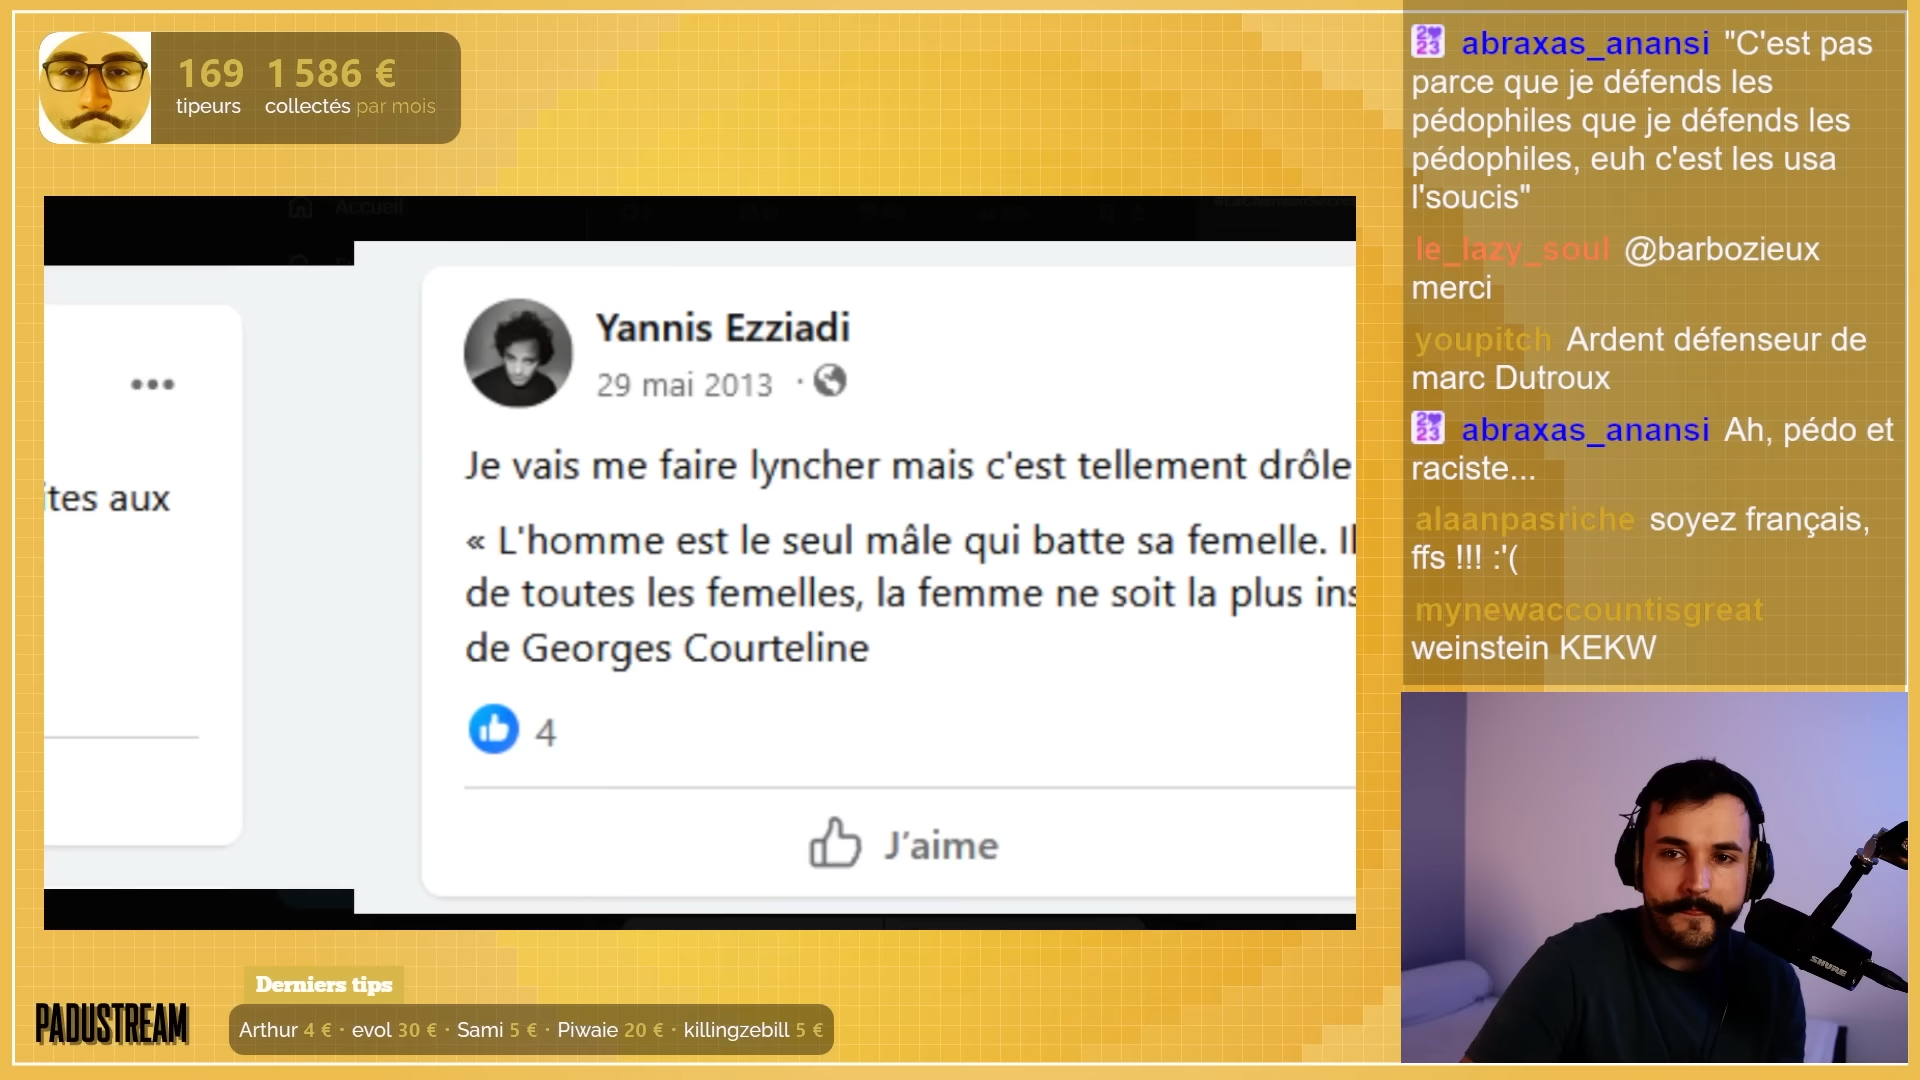 169 1 586 €
tipeurs collectés par mois
Accueil
ites aux
Yannis Ezziadi
29 mai 2013 ·
Je vais me faire lyncher mais c'est tellement drôle
« L'homme est le seul mâle qui batte sa femelle. Il
de toutes les femelles, la femme ne soit la plus ins
de Georges Courteline
4
J'aime
abraxas_anansi "C'est pas
parce que je défends les
pédophiles que je défends les
pédophiles, euh c'est les usa
l'soucis"
le_lazy_soul @barbozieux
merci
youpitch Ardent défenseur de
marc Dutroux
abraxas_anansi Ah, pédo et
raciste...
alaanpasriche soyez français,
ffs !!! :'(
mynewaccountisgreat
weinstein KEKW
SHURE
Derniers tips
PADUSTREAM
Arthur 4 € · evol 30 € · Sami 5 € · Piwaie 20 € · killingzebill 5 €